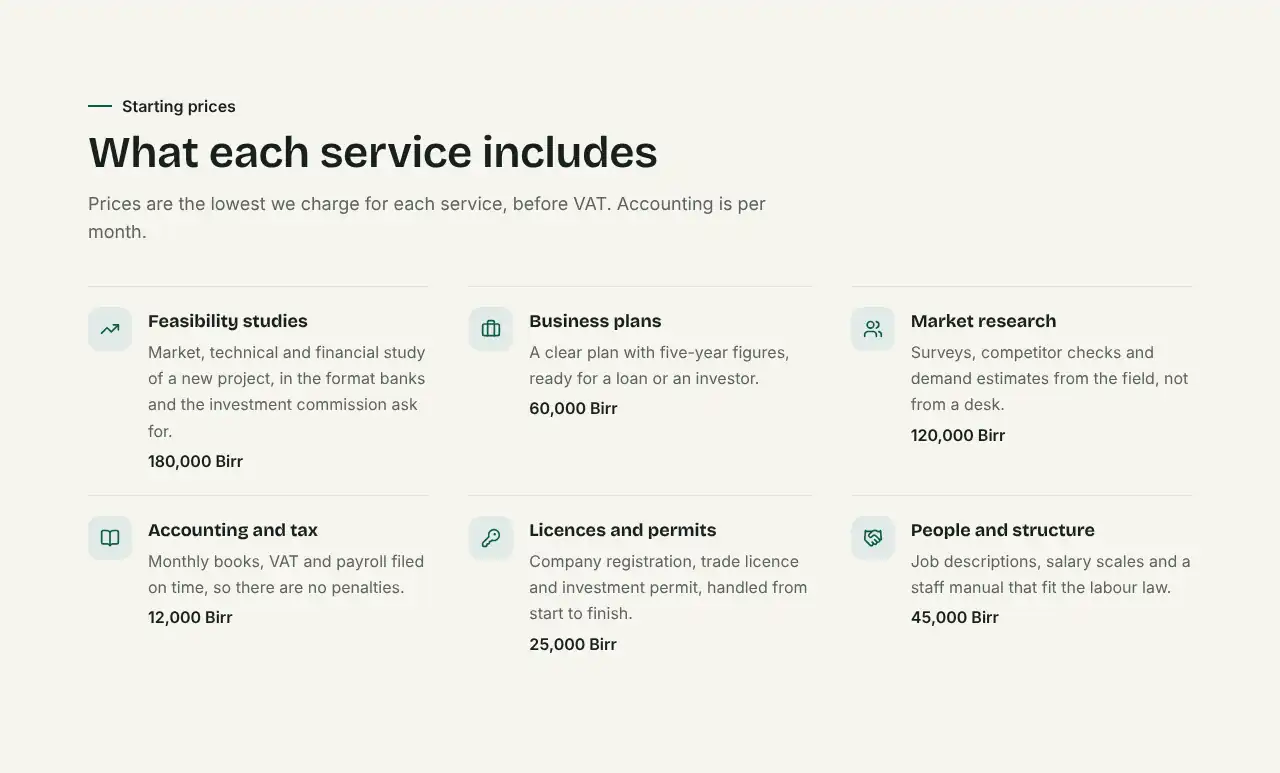 Starting prices
What each service includes
Prices are the lowest we charge for each service, before VAT. Accounting is per
month.
Feasibility studies
Market, technical and financial study
of a new project, in the format banks
and the investment commission ask
for.
180,000 Birr
Business plans
A clear plan with five-year figures,
ready for a loan or an investor.
60,000 Birr
Market research
Surveys, competitor checks and
demand estimates from the field, not
from a desk.
120,000 Birr
Accounting and tax
Monthly books, VAT and payroll filed
on time, so there are no penalties.
12,000 Birr
Licences and permits
Company registration, trade licence
and investment permit, handled from
start to finish.
25,000 Birr
People and structure
Job descriptions, salary scales and a
staff manual that fit the labour law.
45,000 Birr